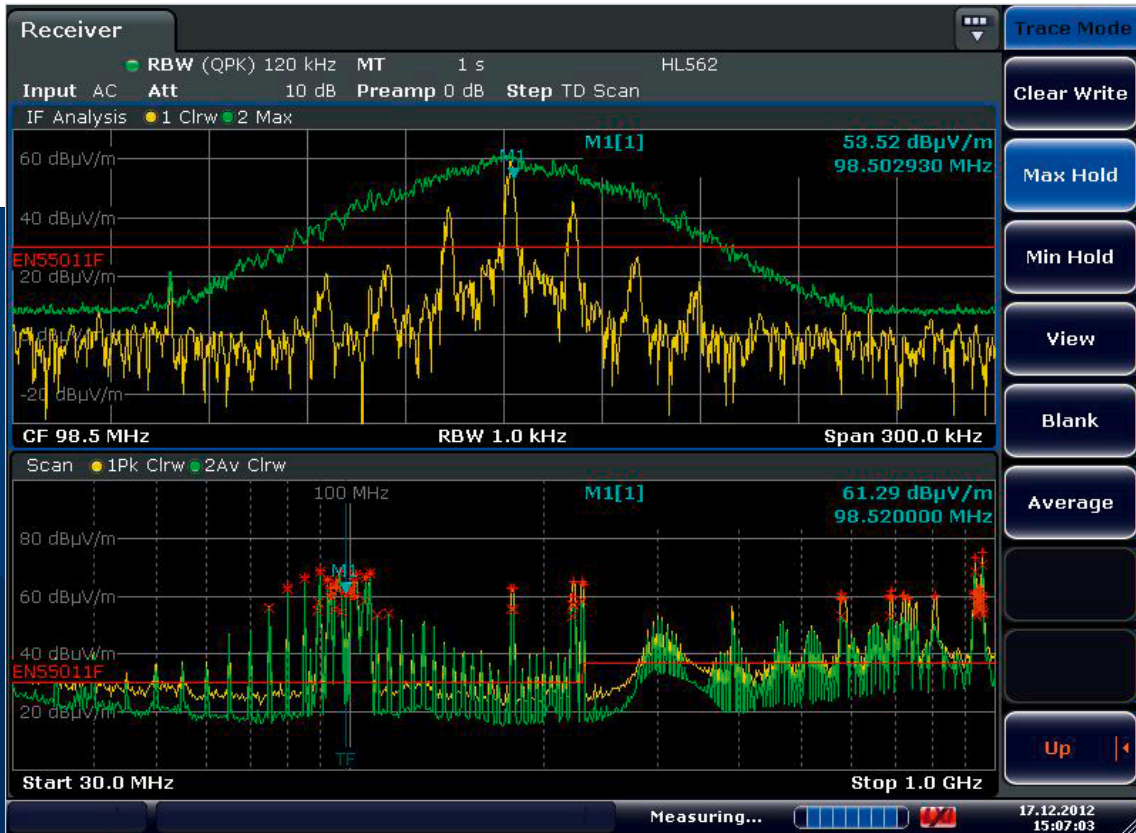 Receiver
Trace Mode
RBW (QPK) 120 kHz MT 1 s HL562
Input AC Att 10 dB Preamp 0 dB Step TD Scan
Clear Write
IF Analysis 1 Clrw 2 Max
M1[1] 53.52 dBµV/m
98.502930 MHz
60 dBµV/m
M1
Max Hold
40 dBµV/m
EN55011F
Min Hold
20 dBµV/m
0 dBµV/m
View
-20 dBµV/m
CF 98.5 MHz RBW 1.0 kHz Span 300.0 kHz
Blank
Scan 1Pk Clrw 2Av Clrw
100 MHz M1[1] 61.29 dBµV/m
98.520000 MHz
Average
80 dBµV/m
M1
60 dBµV/m
40 dBµV/m
EN55011F
20 dBµV/m
TF
Up
Start 30.0 MHz Stop 1.0 GHz
Measuring...
17.12.2012
15:07:03